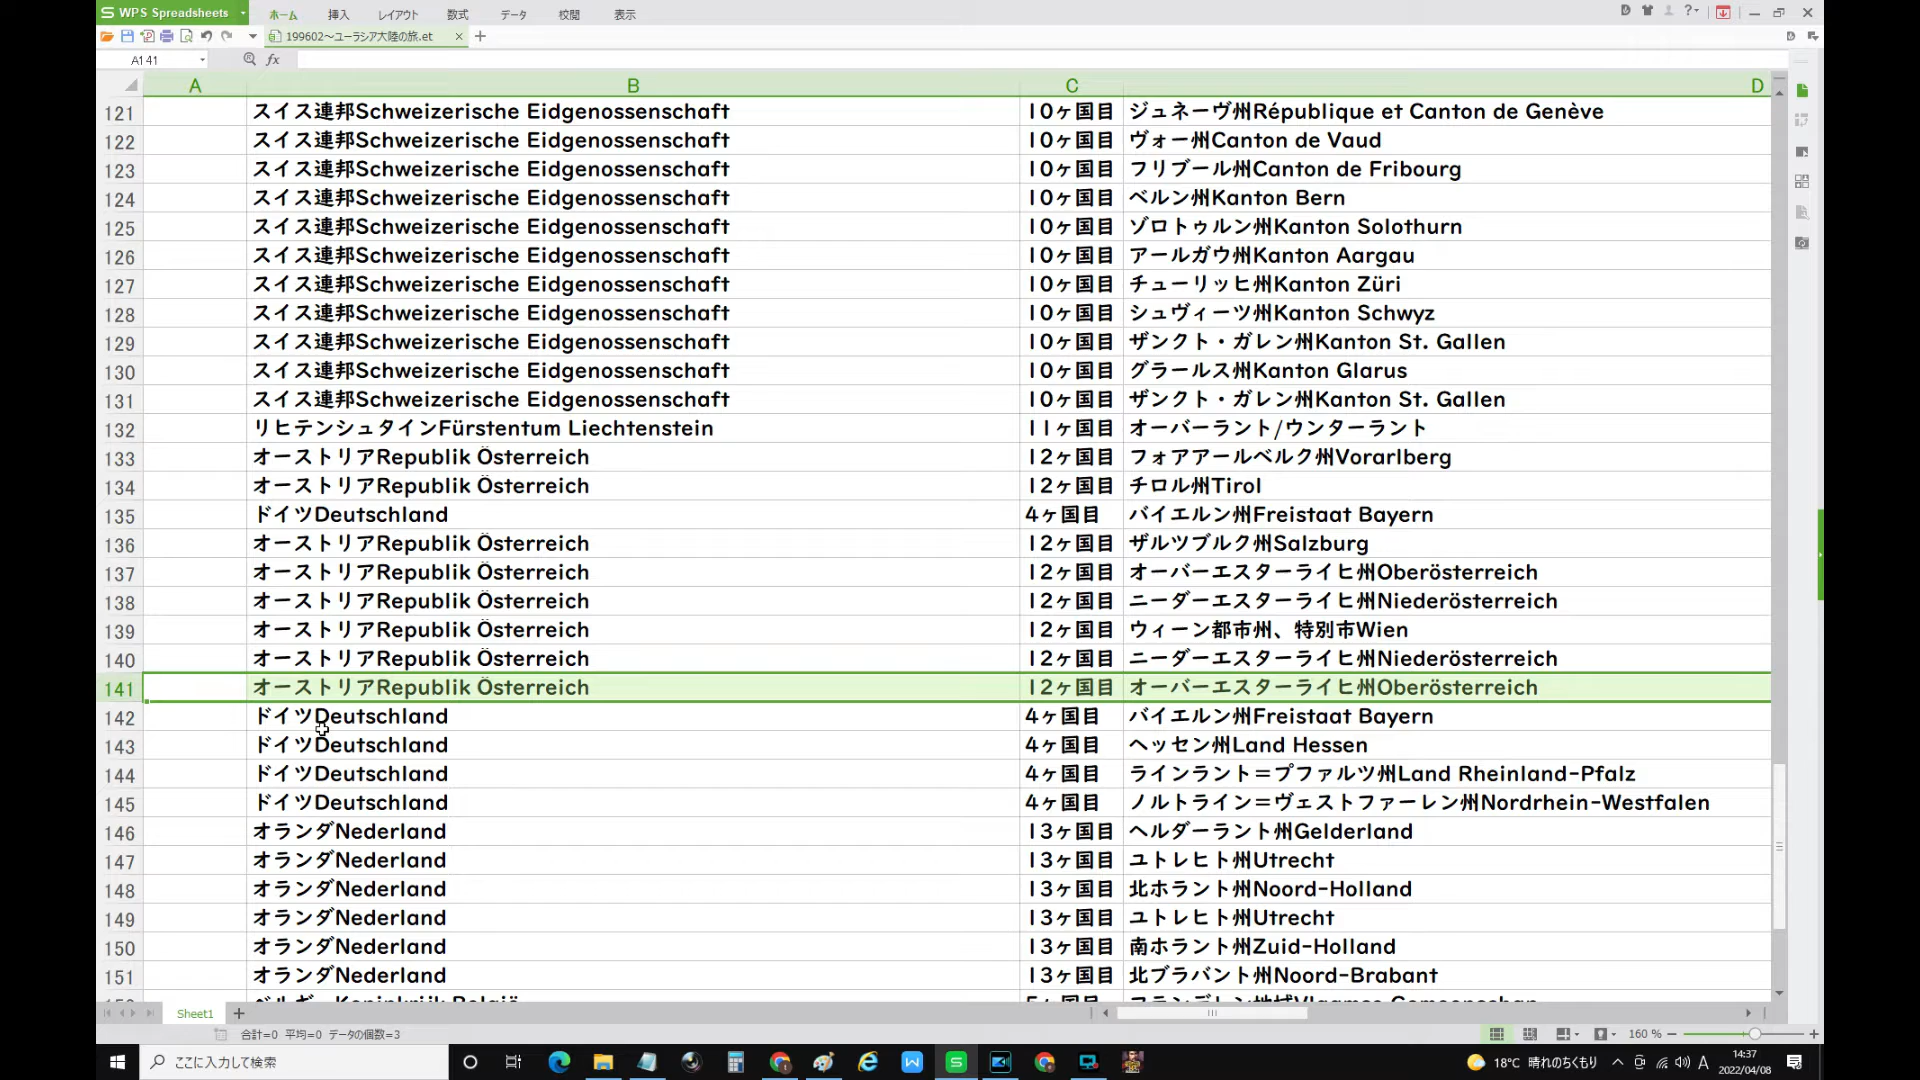 WPS Spreadsheets ホーム 挿入 レイアウト 数式 データ 校閲 表示
199602～ユーラシア大陸の旅.et
A141 fx
A B C D
121 スイス連邦Schweizerische Eidgenossenschaft 10ヶ国目 ジュネーヴ州République et Canton de Genève
122 スイス連邦Schweizerische Eidgenossenschaft 10ヶ国目 ヴォー州Canton de Vaud
123 スイス連邦Schweizerische Eidgenossenschaft 10ヶ国目 フリブール州Canton de Fribourg
124 スイス連邦Schweizerische Eidgenossenschaft 10ヶ国目 ベルン州Kanton Bern
125 スイス連邦Schweizerische Eidgenossenschaft 10ヶ国目 ゾロトゥルン州Kanton Solothurn
126 スイス連邦Schweizerische Eidgenossenschaft 10ヶ国目 アールガウ州Kanton Aargau
127 スイス連邦Schweizerische Eidgenossenschaft 10ヶ国目 チューリッヒ州Kanton Züri
128 スイス連邦Schweizerische Eidgenossenschaft 10ヶ国目 シュヴィーツ州Kanton Schwyz
129 スイス連邦Schweizerische Eidgenossenschaft 10ヶ国目 ザンクト・ガレン州Kanton St. Gallen
130 スイス連邦Schweizerische Eidgenossenschaft 10ヶ国目 グラールス州Kanton Glarus
131 スイス連邦Schweizerische Eidgenossenschaft 10ヶ国目 ザンクト・ガレン州Kanton St. Gallen
132 リヒテンシュタインFürstentum Liechtenstein 11ヶ国目 オーバーラント/ウンターラント
133 オーストリアRepublik Österreich 12ヶ国目 フォアアールベルク州Vorarlberg
134 オーストリアRepublik Österreich 12ヶ国目 チロル州Tirol
135 ドイツDeutschland 4ヶ国目 バイエルン州Freistaat Bayern
136 オーストリアRepublik Österreich 12ヶ国目 ザルツブルク州Salzburg
137 オーストリアRepublik Österreich 12ヶ国目 オーバーエスターライヒ州Oberösterreich
138 オーストリアRepublik Österreich 12ヶ国目 ニーダーエスターライヒ州Niederösterreich
139 オーストリアRepublik Österreich 12ヶ国目 ウィーン都市州、特別市Wien
140 オーストリアRepublik Österreich 12ヶ国目 ニーダーエスターライヒ州Niederösterreich
141 オーストリアRepublik Österreich 12ヶ国目 オーバーエスターライヒ州Oberösterreich
142 ドイツDeutschland 4ヶ国目 バイエルン州Freistaat Bayern
143 ドイツDeutschland 4ヶ国目 ヘッセン州Land Hessen
144 ドイツDeutschland 4ヶ国目 ラインラント＝プファルツ州Land Rheinland-Pfalz
145 ドイツDeutschland 4ヶ国目 ノルトライン＝ヴェストファーレン州Nordrhein-Westfalen
146 オランダNederland 13ヶ国目 ヘルダーラント州Gelderland
147 オランダNederland 13ヶ国目 ユトレヒト州Utrecht
148 オランダNederland 13ヶ国目 北ホラント州Noord-Holland
149 オランダNederland 13ヶ国目 ユトレヒト州Utrecht
150 オランダNederland 13ヶ国目 南ホラント州Zuid-Holland
151 オランダNederland 13ヶ国目 北ブラバント州Noord-Brabant
Sheet1
合計=0 平均=0 データの個数=3 160 %
ここに入力して検索 18°C 晴れのちくもり A 14:37
2022/04/08